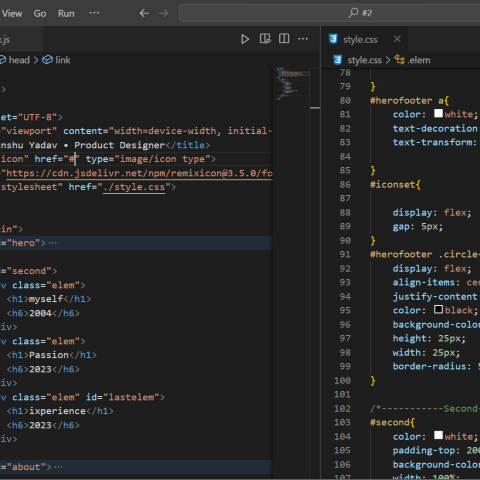 View Go Run ... ← → #2
x.js
head > link
>
et="UTF-8">
="viewport" content="width=device-width, initial-
nshu Yadav • Product Designer</title>
icon" href="#" type="image/icon type">
="https://cdn.jsdelivr.net/npm/remixicon@3.5.0/fo
stylesheet" href="./style.css">
in">
="hero">...
="second">
v class="elem">
<h1>myself</h1>
<h6>2004</h6>
iv>
v class="elem">
<h1>Passion</h1>
<h6>2023</h6>
iv>
v class="elem" id="lastelem">
<h1>ixperience</h1>
<h6>2023</h6>
iv>
="about">...
style.css ×
style.css > .elem
78
79 }
80 #herofooter a{
81 color: white;
82 text-decoration
83 text-transform:
84
85 }
86 #iconset{
87
88 display: flex;
89 gap: 5px;
90 }
91 #herofooter .circle-
92 display: flex;
93 align-items: cen
94 justify-content
95 color: black;
96 background-colo
97 height: 25px;
98 width: 25px;
99 border-radius: 5
100 }
101
102 /*-----------Second-
103 #second{
104 color: white;
105 padding-top: 200
106 background-colo
107 width: 100%;